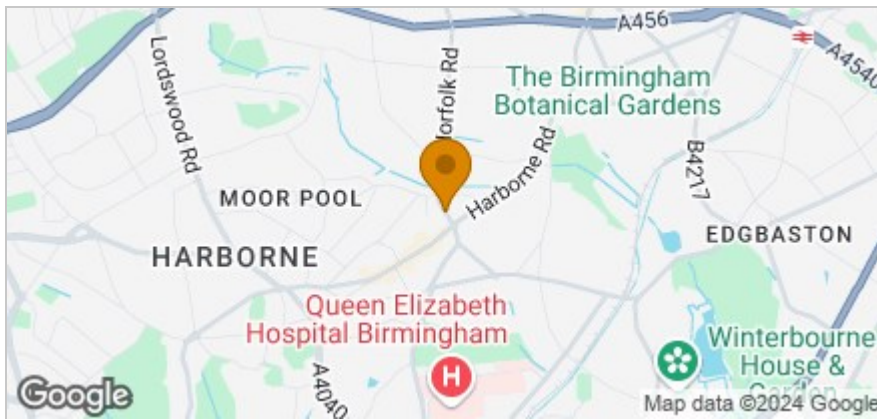 A456
A4540
Lordswood Rd
Norfolk Rd
The Birmingham
Botanical Gardens
Harborne Rd
B4217
MOOR POOL
EDGBASTON
HARBORNE
Queen Elizabeth
Hospital Birmingham
H
A4040
Winterbourne
House &
Garden
Google
Map data ©2024 Google